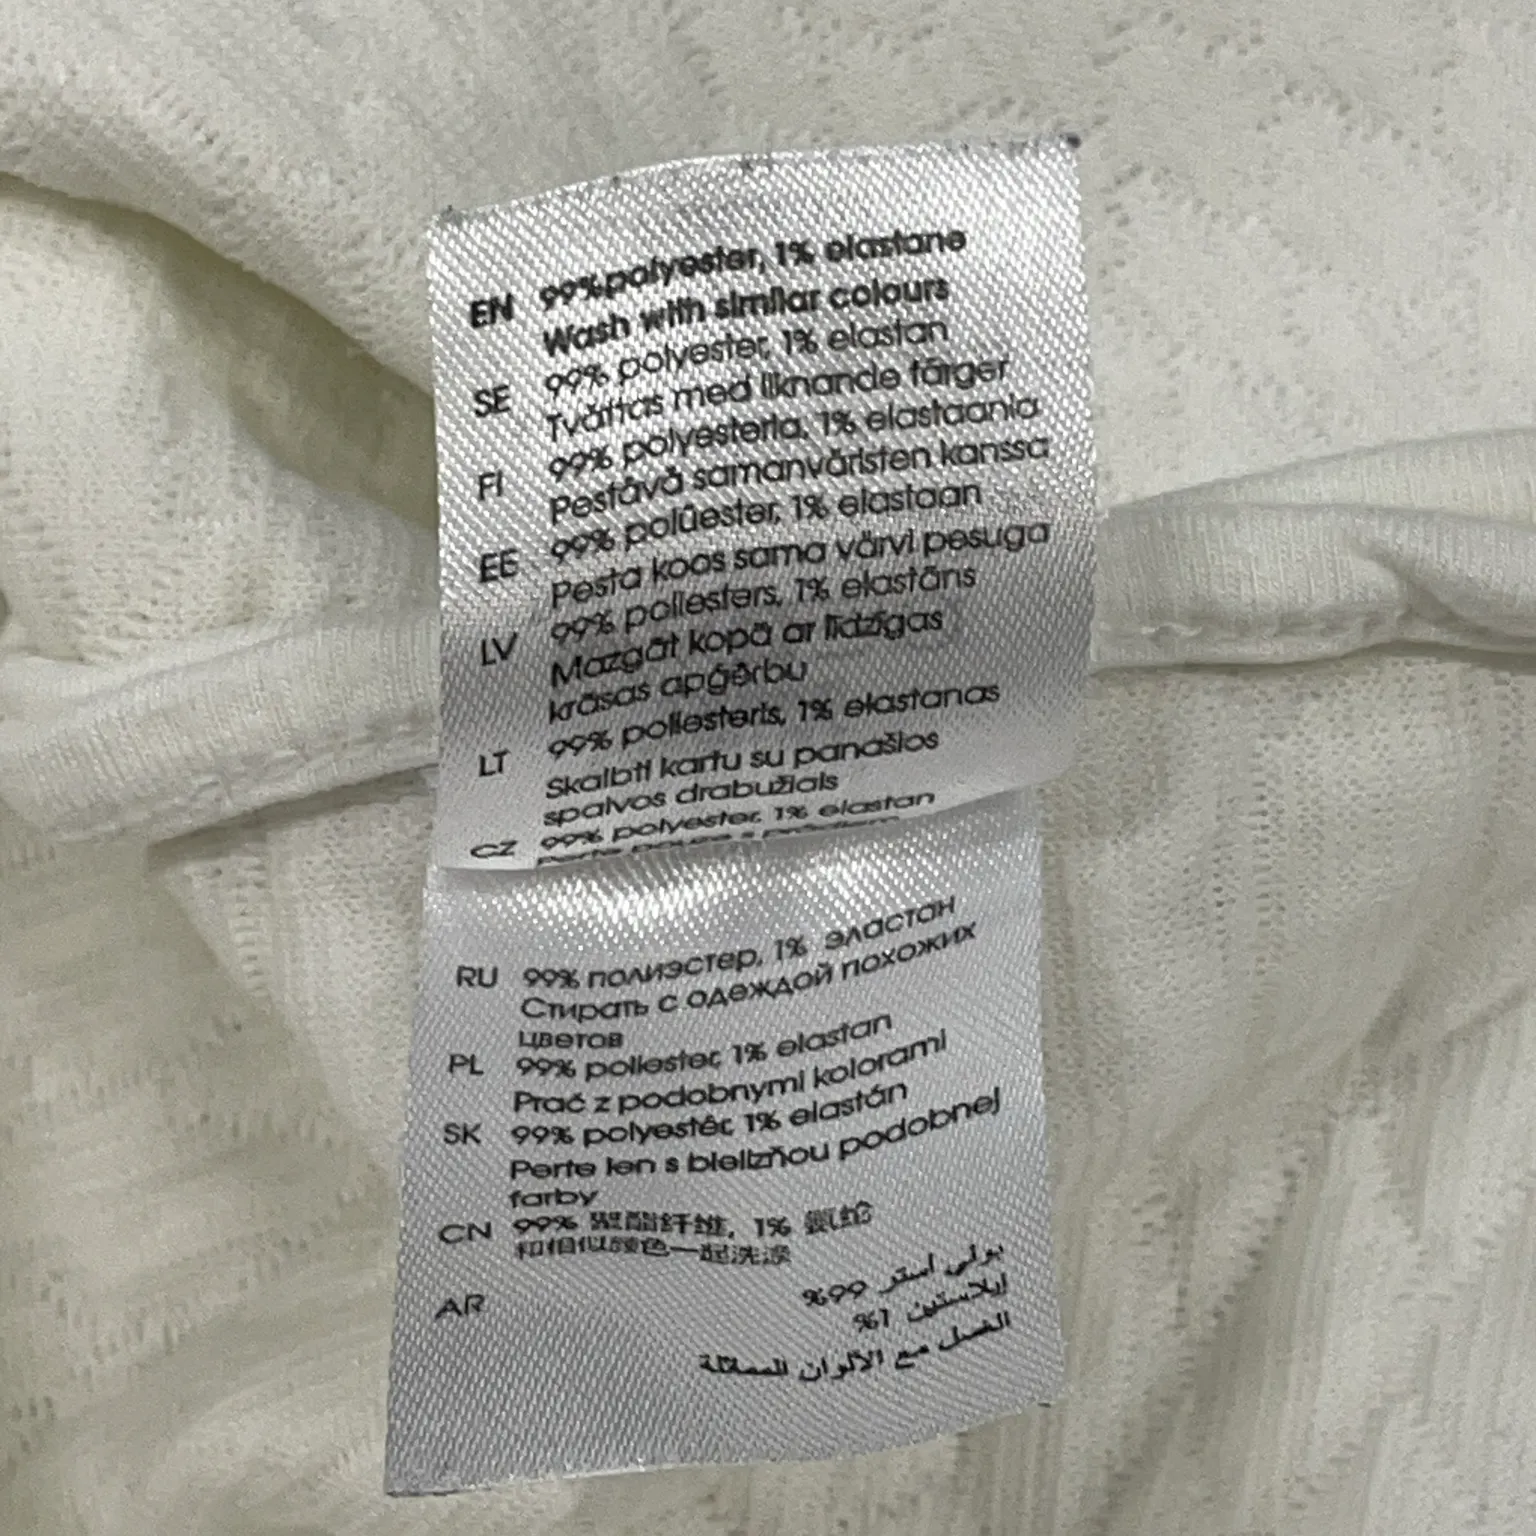 EN 99% polyester, 1% elastane
Wash with similar colours
SE 99% polyester, 1% elastan
Tvättas med liknande färger
FI 99% polyesteria, 1% elastaania
Pestävä samanväristen kanssa
EE 99% polüester, 1% elastaan
Pesta koos sama värvi pesuga
LV 99% poliesters, 1% elastāns
Mazgāt kopā ar līdzīgas
krāsas apģērbu
LT 99% poliesteris, 1% elastanas
Skalbti kartu su panašios
spalvos drabužiais
CZ 99% polyester, 1% elastan
RU 99% полиэстер, 1% эластан
Стирать с одеждой похожих
цветов
PL 99% poliester, 1% elastan
Prać z podobnymi kolorami
SK 99% polyestér, 1% elastán
Perte len s bielizňou podobnej
farby
CN 99% 聚酯纤维, 1% 氨纶
和相似颜色一起洗涤
AR بولي استر 99%
إيلاستين 1%
الغسل مع الألوان المماثلة